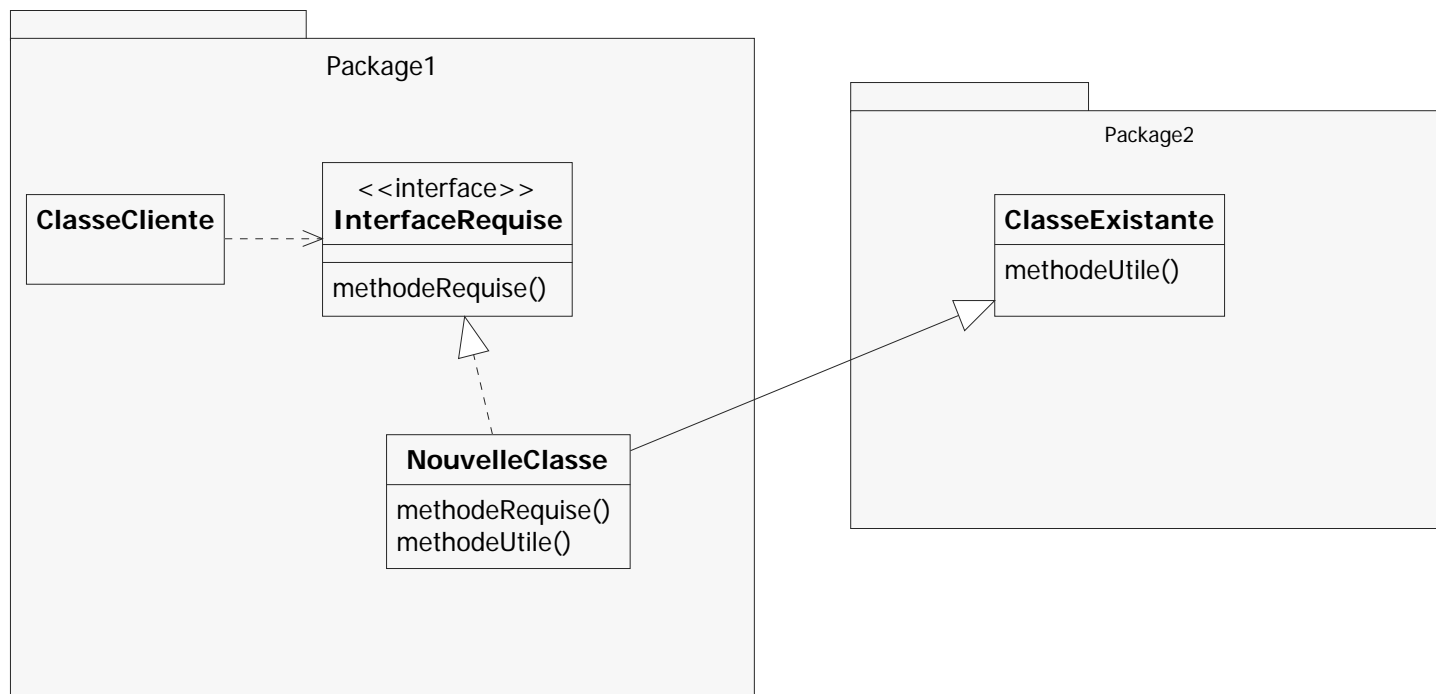 Package1
Package2
ClasseCliente
<<interface>>
InterfaceRequise
methodeRequise()
ClasseExistante
methodeUtile()
NouvelleClasse
methodeRequise()
methodeUtile()